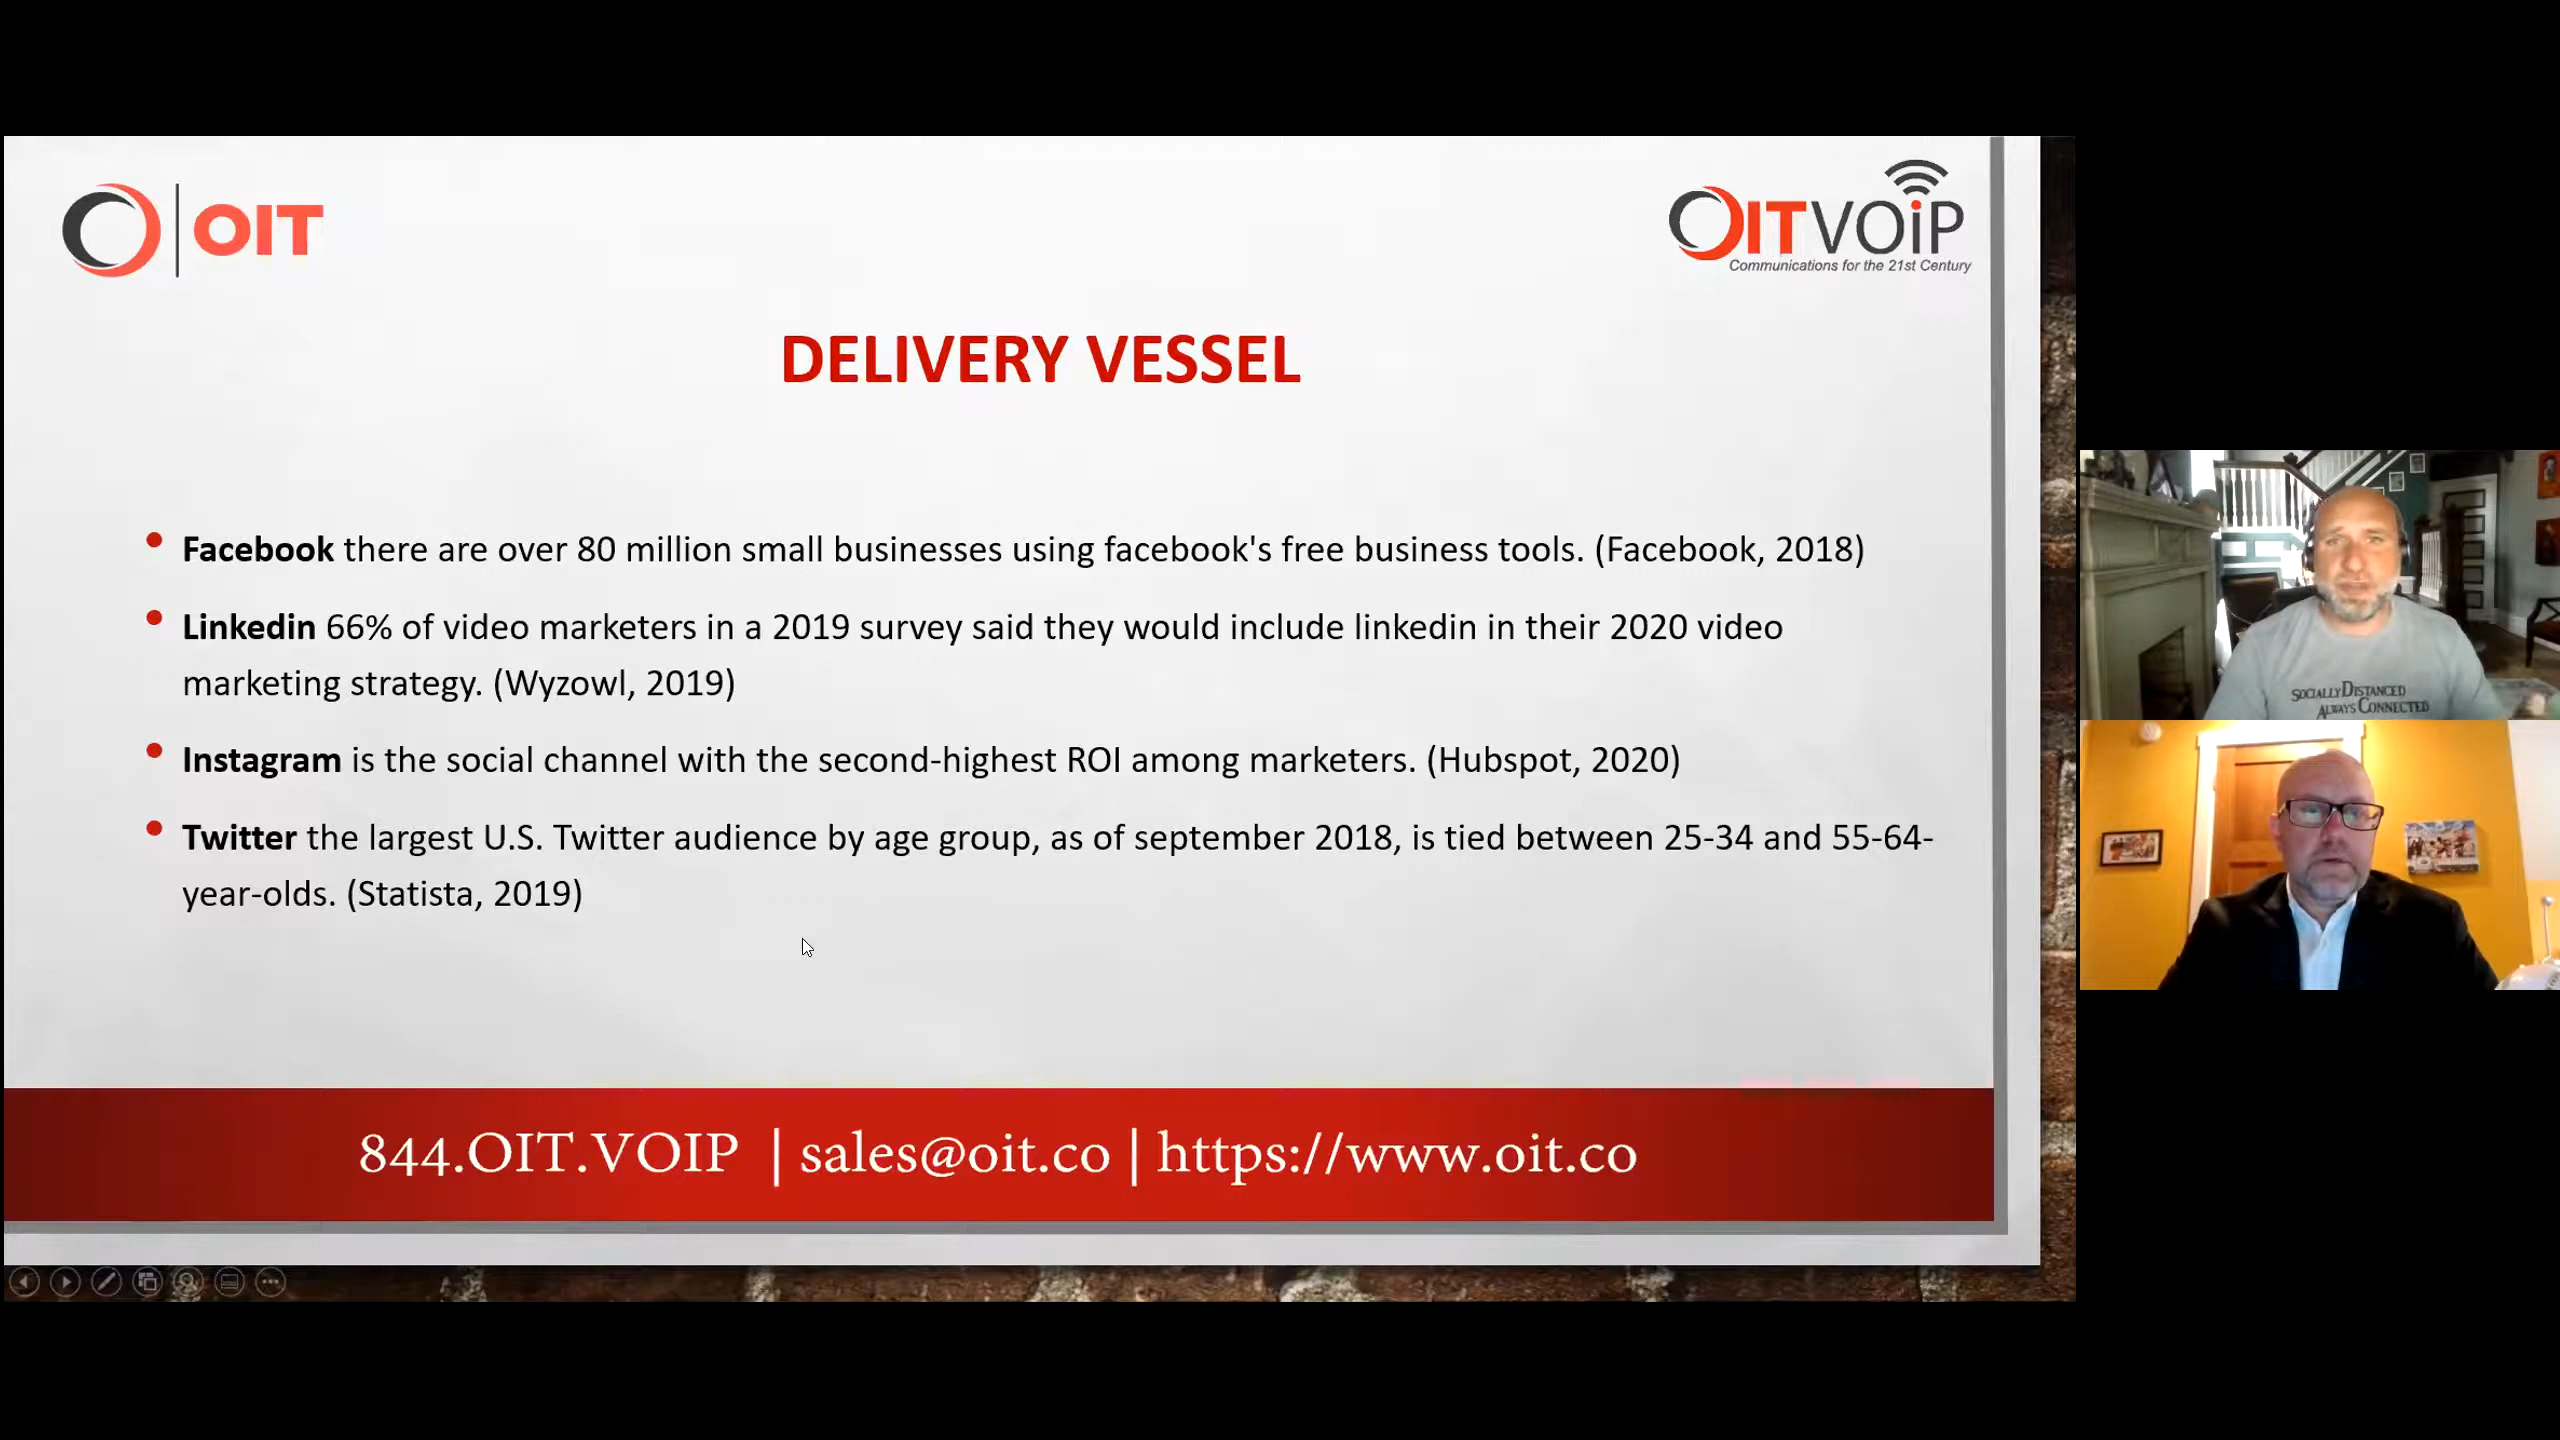 OIT
OITVOiP
Communications for the 21st Century
DELIVERY VESSEL
• Facebook there are over 80 million small businesses using facebook's free business tools. (Facebook, 2018)
• Linkedin 66% of video marketers in a 2019 survey said they would include linkedin in their 2020 video
marketing strategy. (Wyzowl, 2019)
• Instagram is the social channel with the second-highest ROI among marketers. (Hubspot, 2020)
• Twitter the largest U.S. Twitter audience by age group, as of september 2018, is tied between 25-34 and 55-64-
year-olds. (Statista, 2019)
844.OIT.VOIP | sales@oit.co | https://www.oit.co
SOCIALLY DISTANCED
ALWAYS CONNECTED